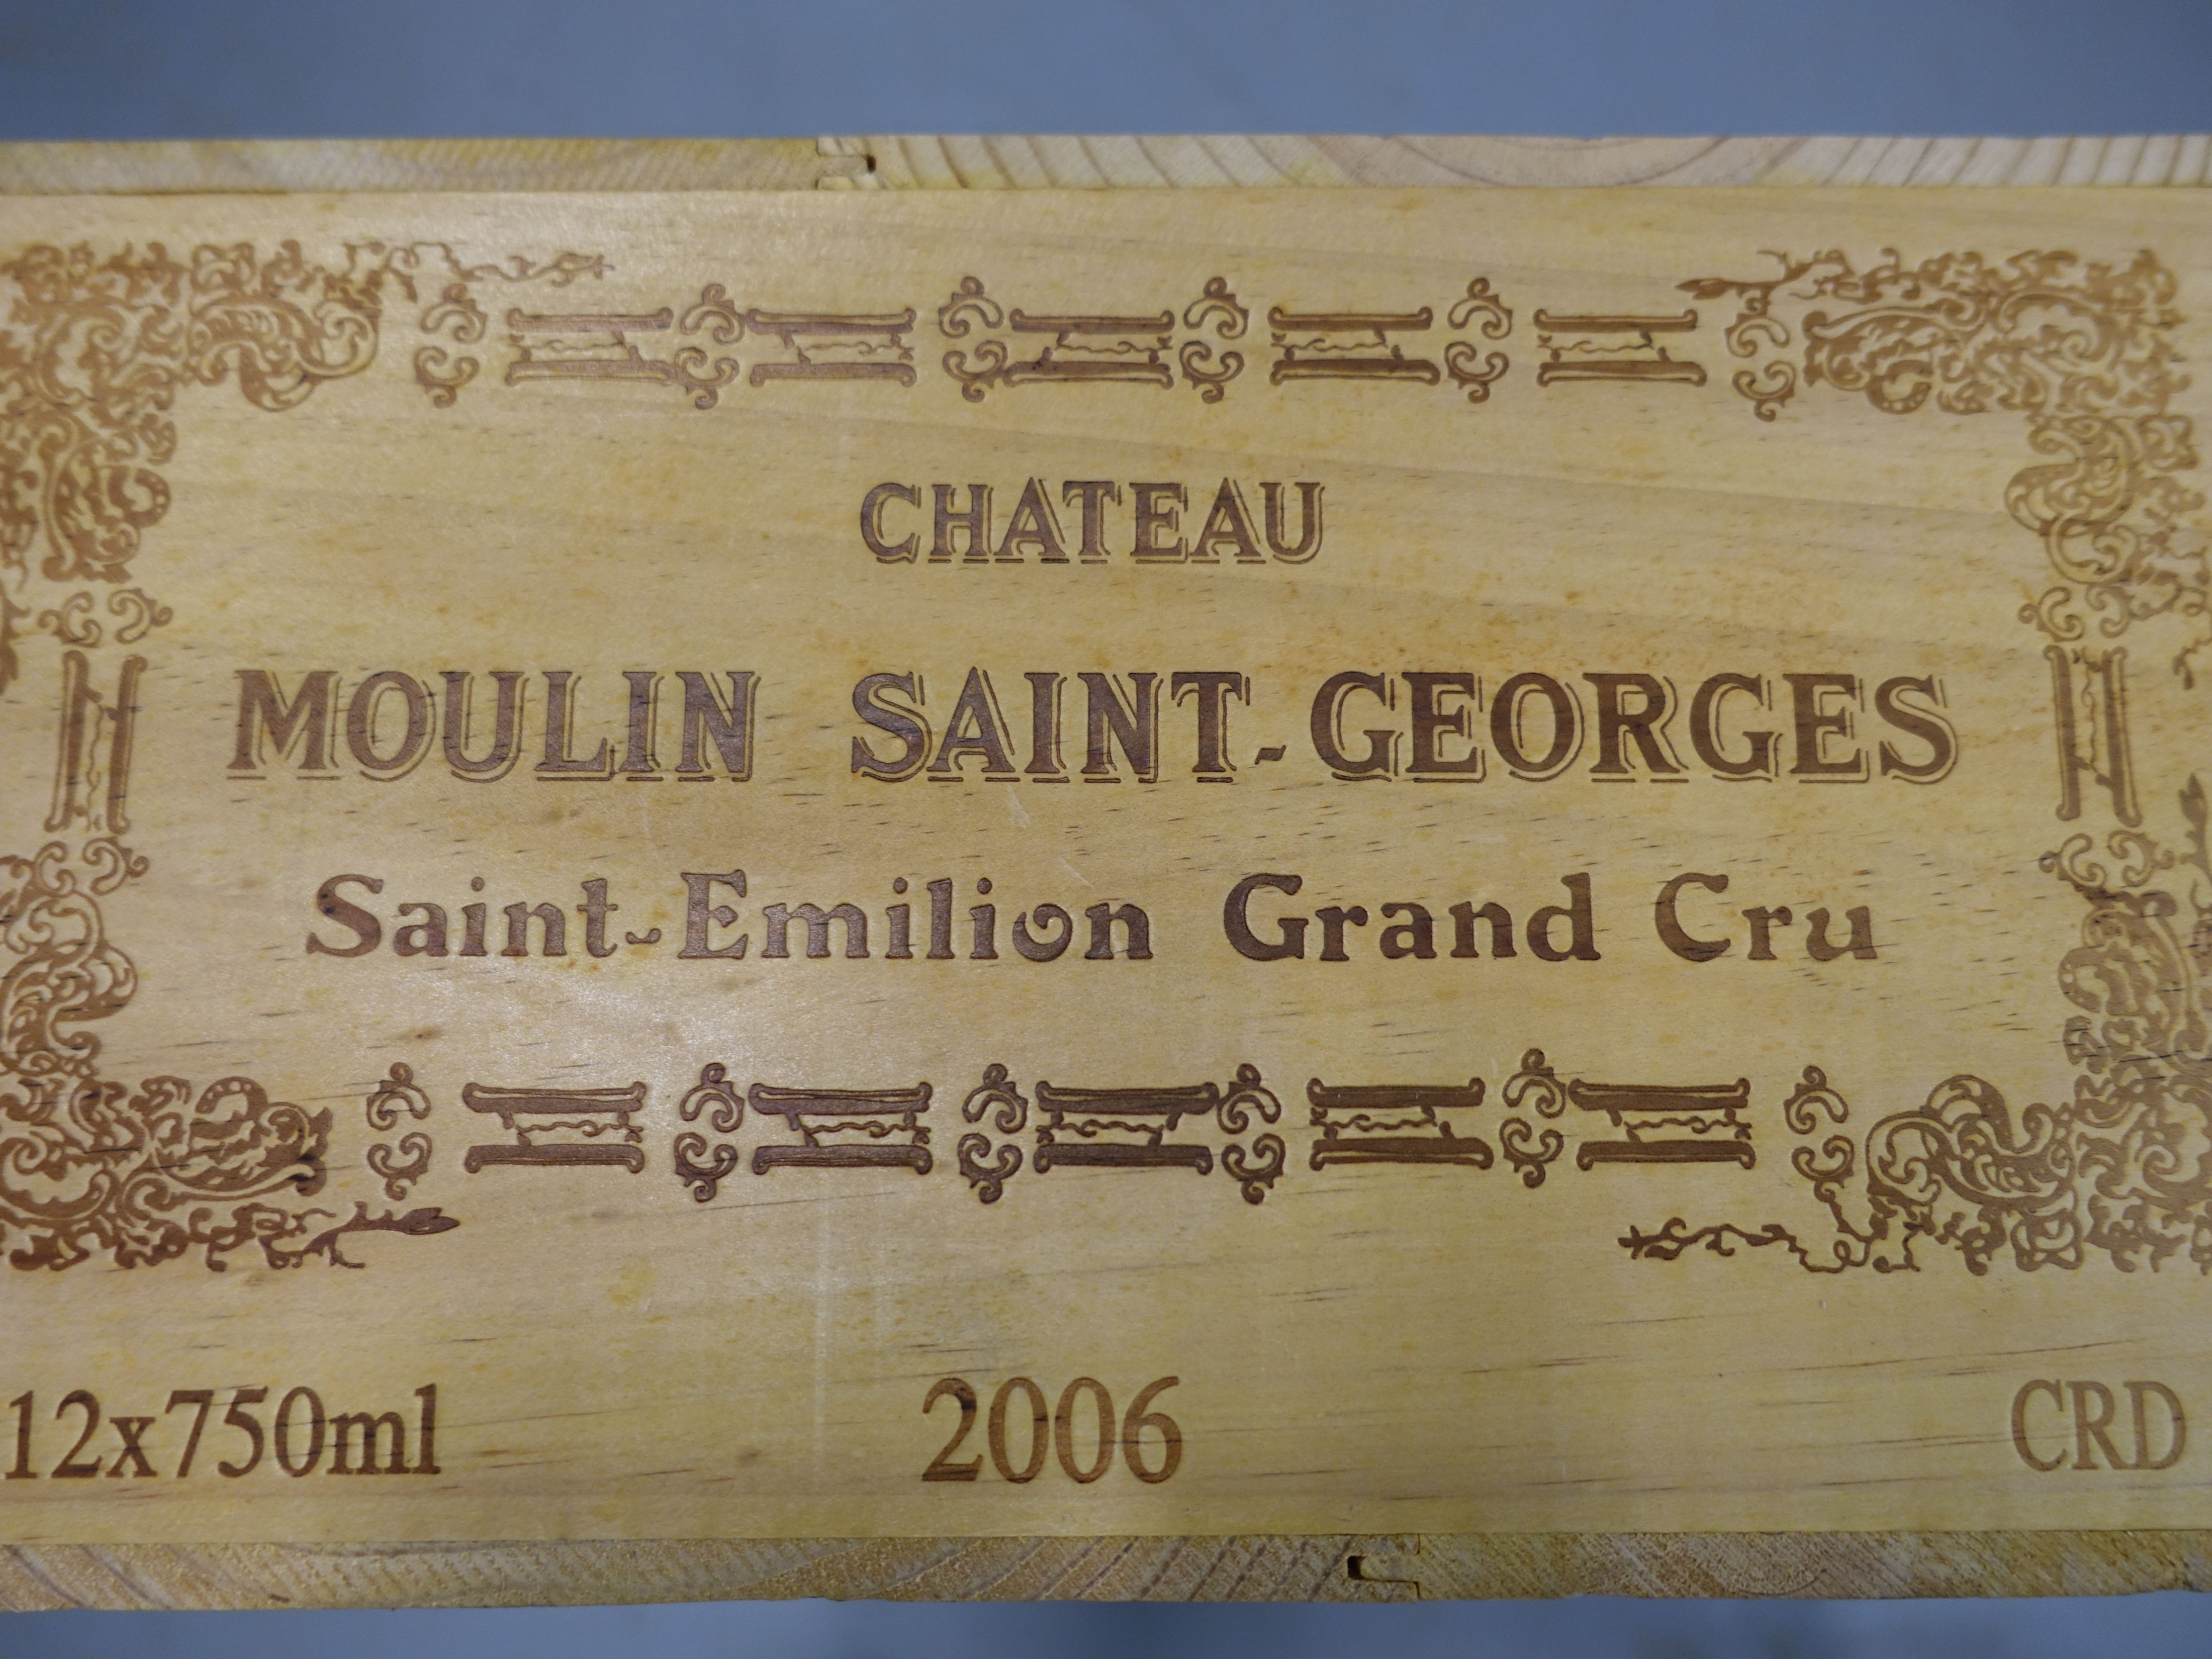 CHATEAU
MOULIN SAINT-GEORGES
Saint-Emilion Grand Cru
12x750ml 2006 CRD